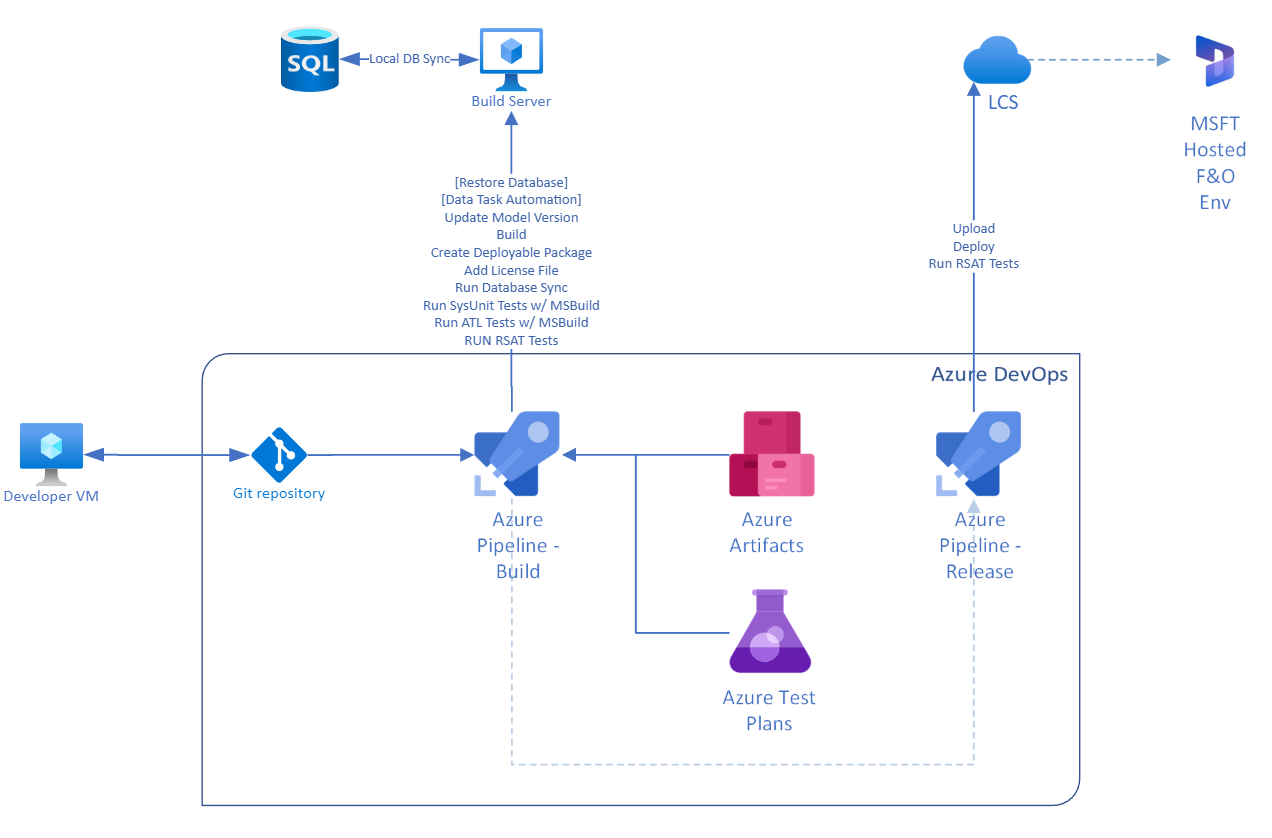 SQL
Local DB Sync
Build Server
LCS
MSFT
Hosted
F&O
Env
[Restore Database]
[Data Task Automation]
Update Model Version
Build
Create Deployable Package
Add License File
Run Database Sync
Run SysUnit Tests w/ MSBuild
Run ATL Tests w/ MSBuild
RUN RSAT Tests
Upload
Deploy
Run RSAT Tests
Azure DevOps
Developer VM
Git repository
Azure
Pipeline -
Build
Azure
Artifacts
Azure
Pipeline -
Release
Azure Test
Plans